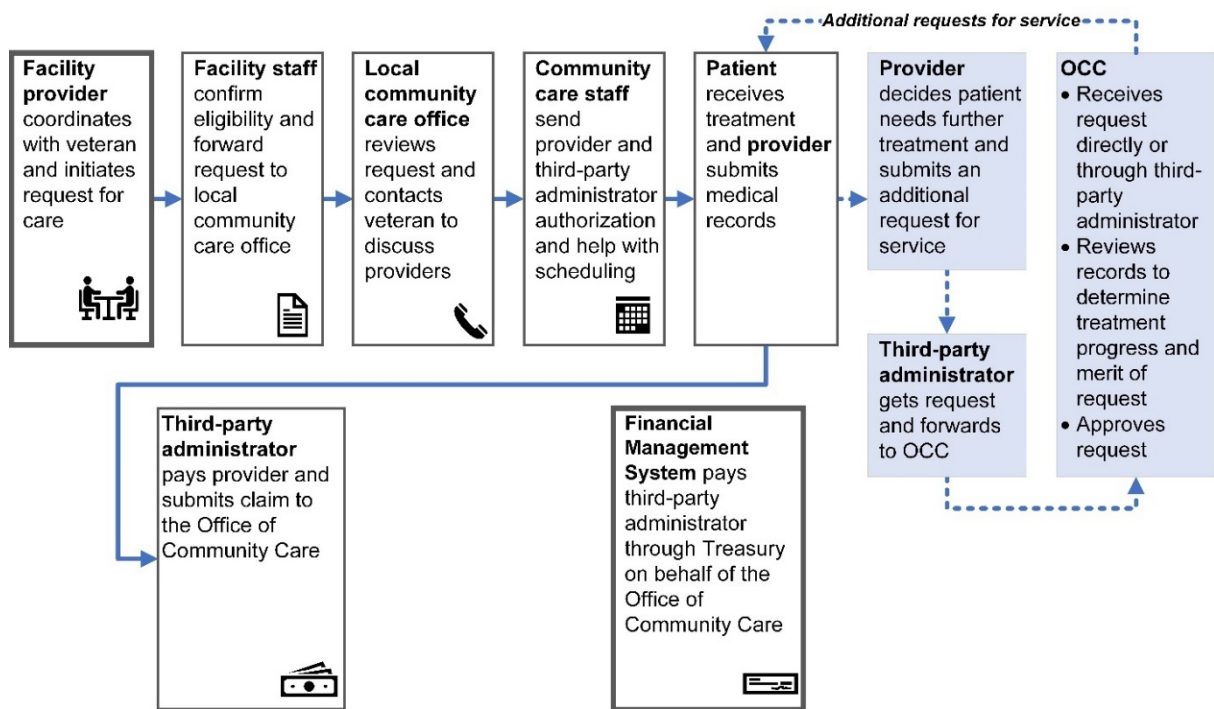 Additional requests for service
Facility
provider
coordinates
with veteran
and initiates
request for
care
Facility staff
confirm
eligibility and
forward
request to
local
community
care office
Local
community
care office
reviews
request and
contacts
veteran to
discuss
providers
Community
care staff
send
provider and
third-party
administrator
authorization
and help with
scheduling
Patient
receives
treatment
and provider
submits
medical
records
Provider
decides patient
needs further
treatment and
submits an
additional
request for
service
OCC
• Receives
request
directly or
through third-
party
administrator
• Reviews
records to
determine
treatment
progress and
merit of
request
• Approves
request
Third-party
administrator
gets request
and forwards
to OCC
Third-party
administrator
pays provider and
submits claim to
the Office of
Community Care
Financial
Management
System pays
third-party
administrator
through Treasury
on behalf of the
Office of
Community Care